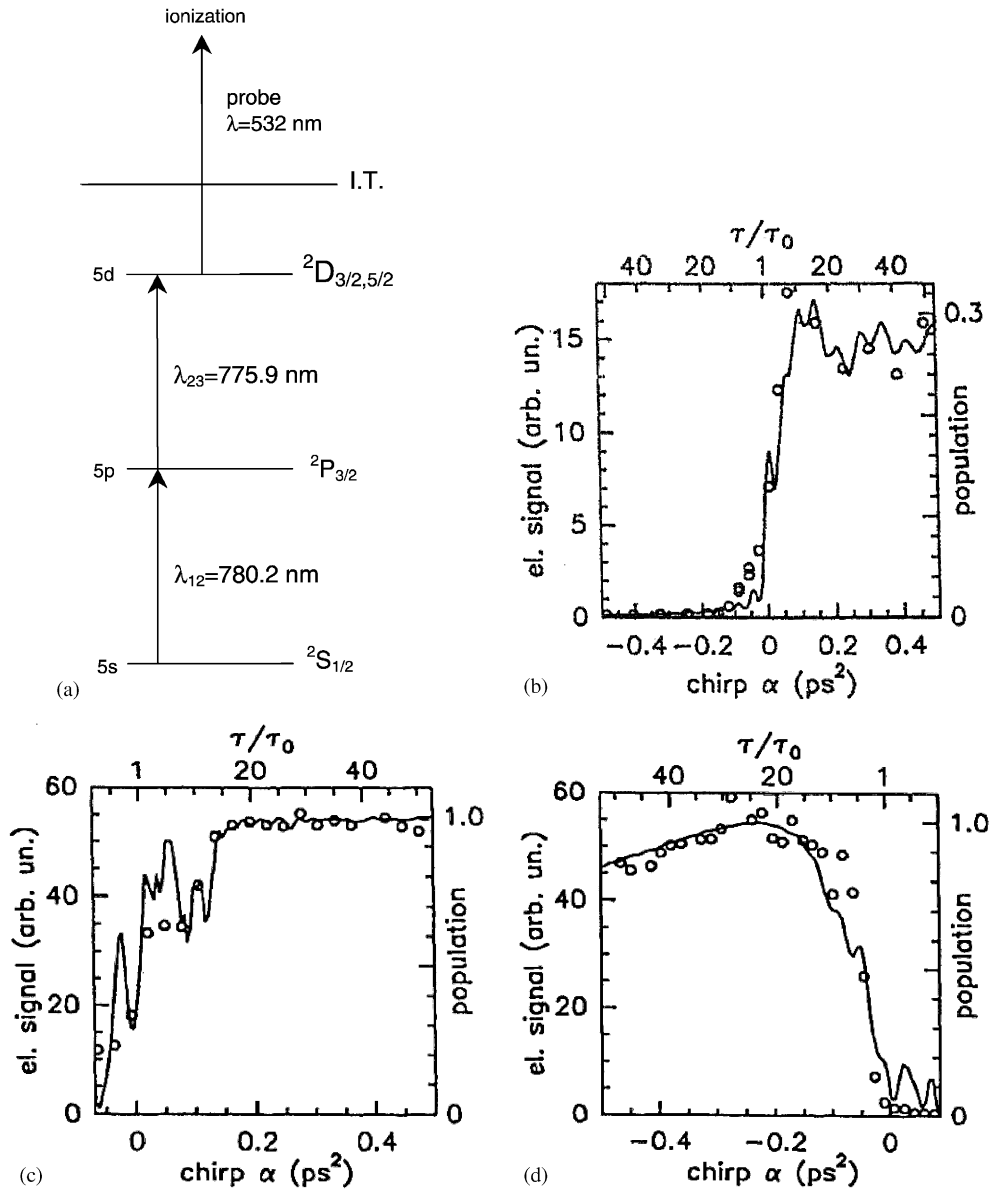 ionization
probe
λ=532 nm
I.T.
5d
²D₃/₂,₅/₂
λ₂₃=775.9 nm
5p
²P₃/₂
λ₁₂=780.2 nm
5s
²S₁/₂
(a)
τ/τ₀
40 20 1 20 40
el. signal (arb. un.)
15
10
5
0
0.3
0
population
−0.4 −0.2 0 0.2 0.4
chirp α (ps²)
(b)
τ/τ₀
1 20 40
el. signal (arb. un.)
60
40
20
0
1.0
0
population
0 0.2 0.4
chirp α (ps²)
(c)
τ/τ₀
40 20 1
el. signal (arb. un.)
60
40
20
0
1.0
0
population
−0.4 −0.2 0
chirp α (ps²)
(d)